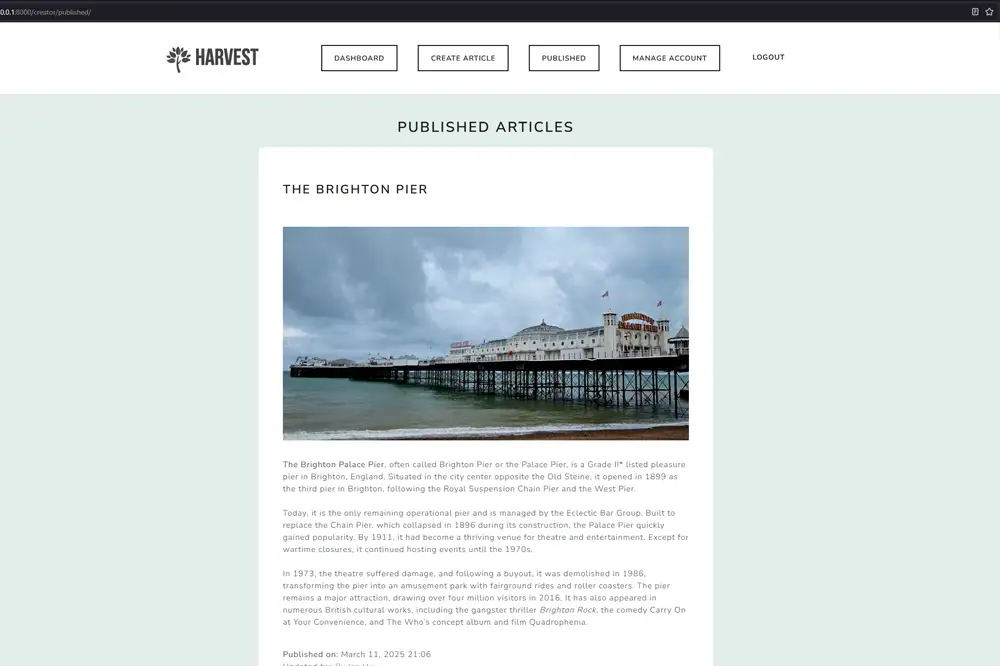 0.0.1:8000/creator/published/
HARVEST
DASHBOARD
CREATE ARTICLE
PUBLISHED
MANAGE ACCOUNT
LOGOUT
PUBLISHED ARTICLES
THE BRIGHTON PIER
PALACE PIER
The Brighton Palace Pier, often called Brighton Pier or the Palace Pier, is a Grade II* listed pleasure
pier in Brighton, England. Situated in the city center opposite the Old Steine, it opened in 1899 as
the third pier in Brighton, following the Royal Suspension Chain Pier and the West Pier.
Today, it is the only remaining operational pier and is managed by the Eclectic Bar Group. Built to
replace the Chain Pier, which collapsed in 1896 during its construction, the Palace Pier quickly
gained popularity. By 1911, it had become a thriving venue for theatre and entertainment. Except for
wartime closures, it continued hosting events until the 1970s.
In 1973, the theatre suffered damage, and following a buyout, it was demolished in 1986,
transforming the pier into an amusement park with fairground rides and roller coasters. The pier
remains a major attraction, drawing over four million visitors in 2016. It has also appeared in
numerous British cultural works, including the gangster thriller Brighton Rock, the comedy Carry On
at Your Convenience, and The Who's concept album and film Quadrophenia.
Published on: March 11, 2025 21:06